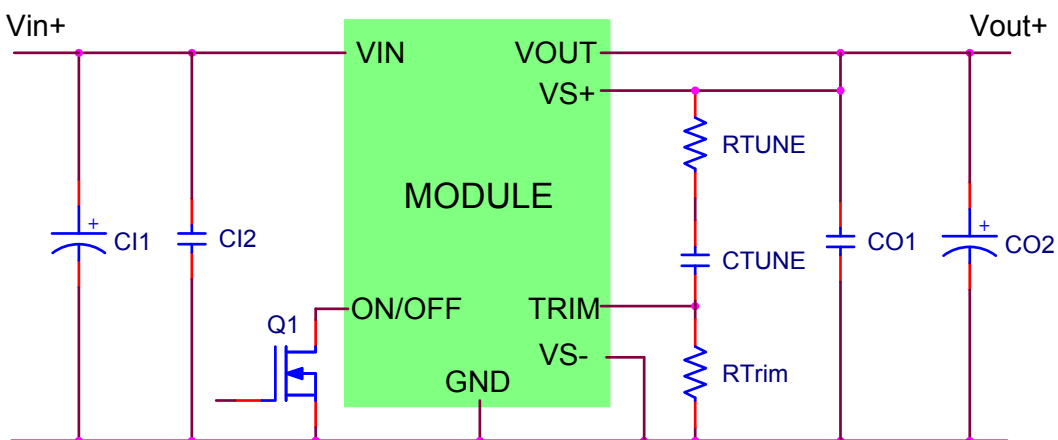 Vin+
Vout+
VIN
VOUT
VS+
RTUNE
MODULE
+
CI1
CI2
CTUNE
CO1
+
CO2
ON/OFF
TRIM
Q1
VS-
RTrim
GND